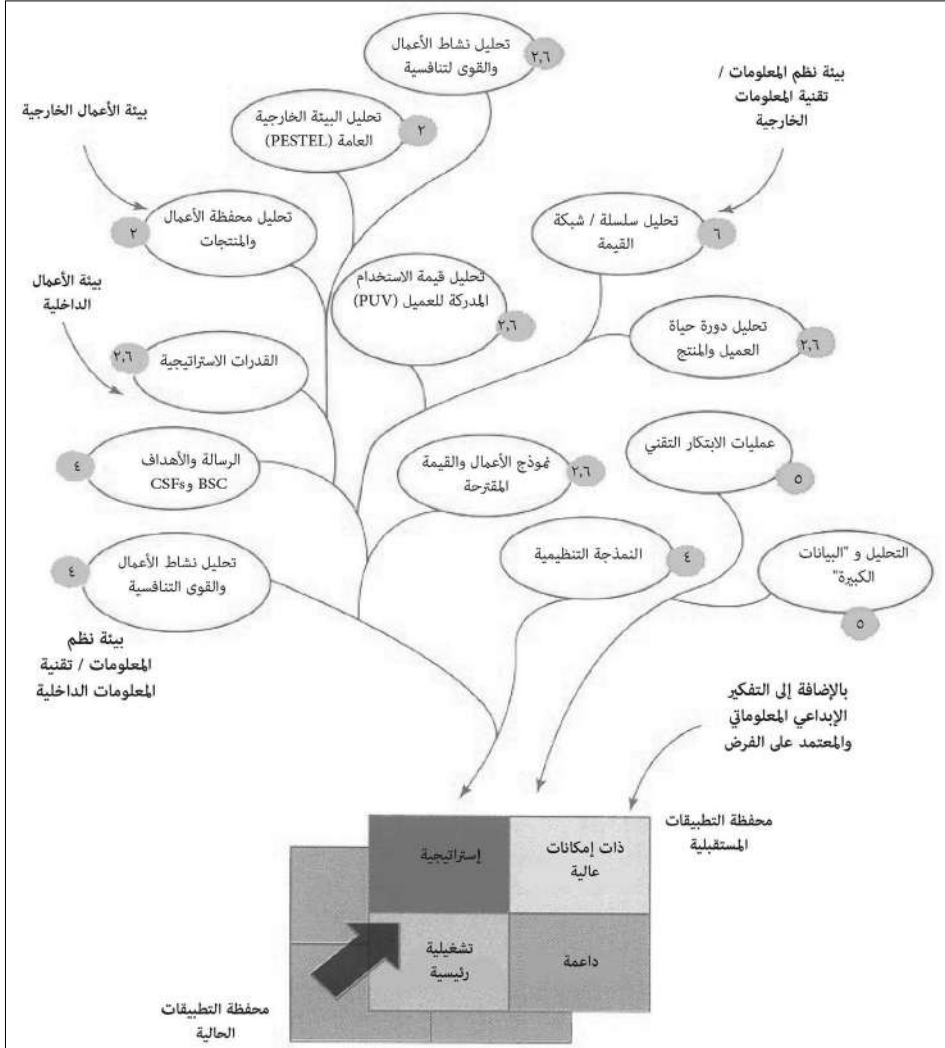 تحليل نشاط الأعمال
والقوى لتنافسية
٢,٦
بيئة نظم المعلومات /
تقنية المعلومات
الخارجية
بيئة الأعمال الخارجية
تحليل البيئة الخارجية
العامة (PESTEL)
٢
تحليل محفظة الأعمال
والمنتجات
٢
تحليل سلسلة / شبكة
القيمة
٦
بيئة الأعمال
الداخلية
تحليل قيمة الاستخدام
المدركة للعميل (PUV)
٢,٦
تحليل دورة حياة
العميل والمنتج
٢,٦
القدرات الاستراتيجية
٢,٦
عمليات الابتكار التقني
٥
الرسالة والأهداف
BSC و CSFs
٤
نموذج الأعمال والقيمة
المقترحة
٢,٦
النمذجة التنظيمية
٤
التحليل و "البيانات
الكبيرة"
٥
تحليل نشاط الأعمال
والقوى التنافسية
٤
بيئة نظم
المعلومات / تقنية
المعلومات الداخلية
بالإضافة إلى التفكير
الإبداعي المعلوماتي
والمعتمد على الفرض
محفظة التطبيقات
المستقبلية
ذات إمكانات
عالية
إستراتيجية
تشغيلية
رئيسية
داعمة
محفظة التطبيقات
الحالية